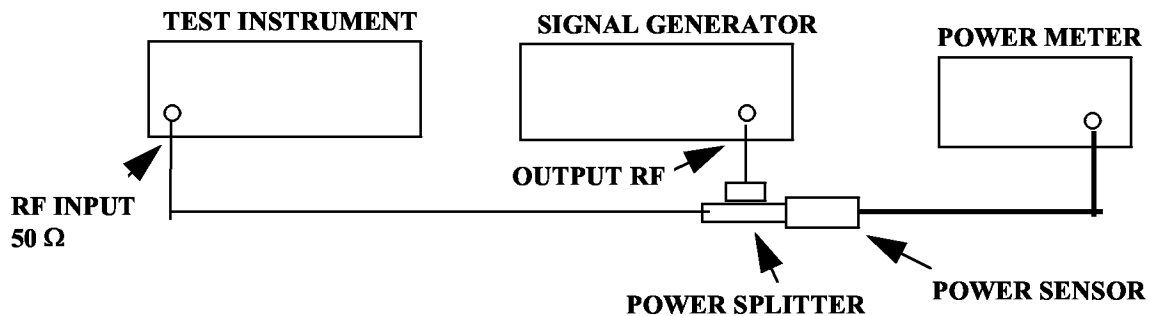 TEST INSTRUMENT
SIGNAL GENERATOR
POWER METER
OUTPUT RF
RF INPUT
50 Ω
POWER SPLITTER
POWER SENSOR